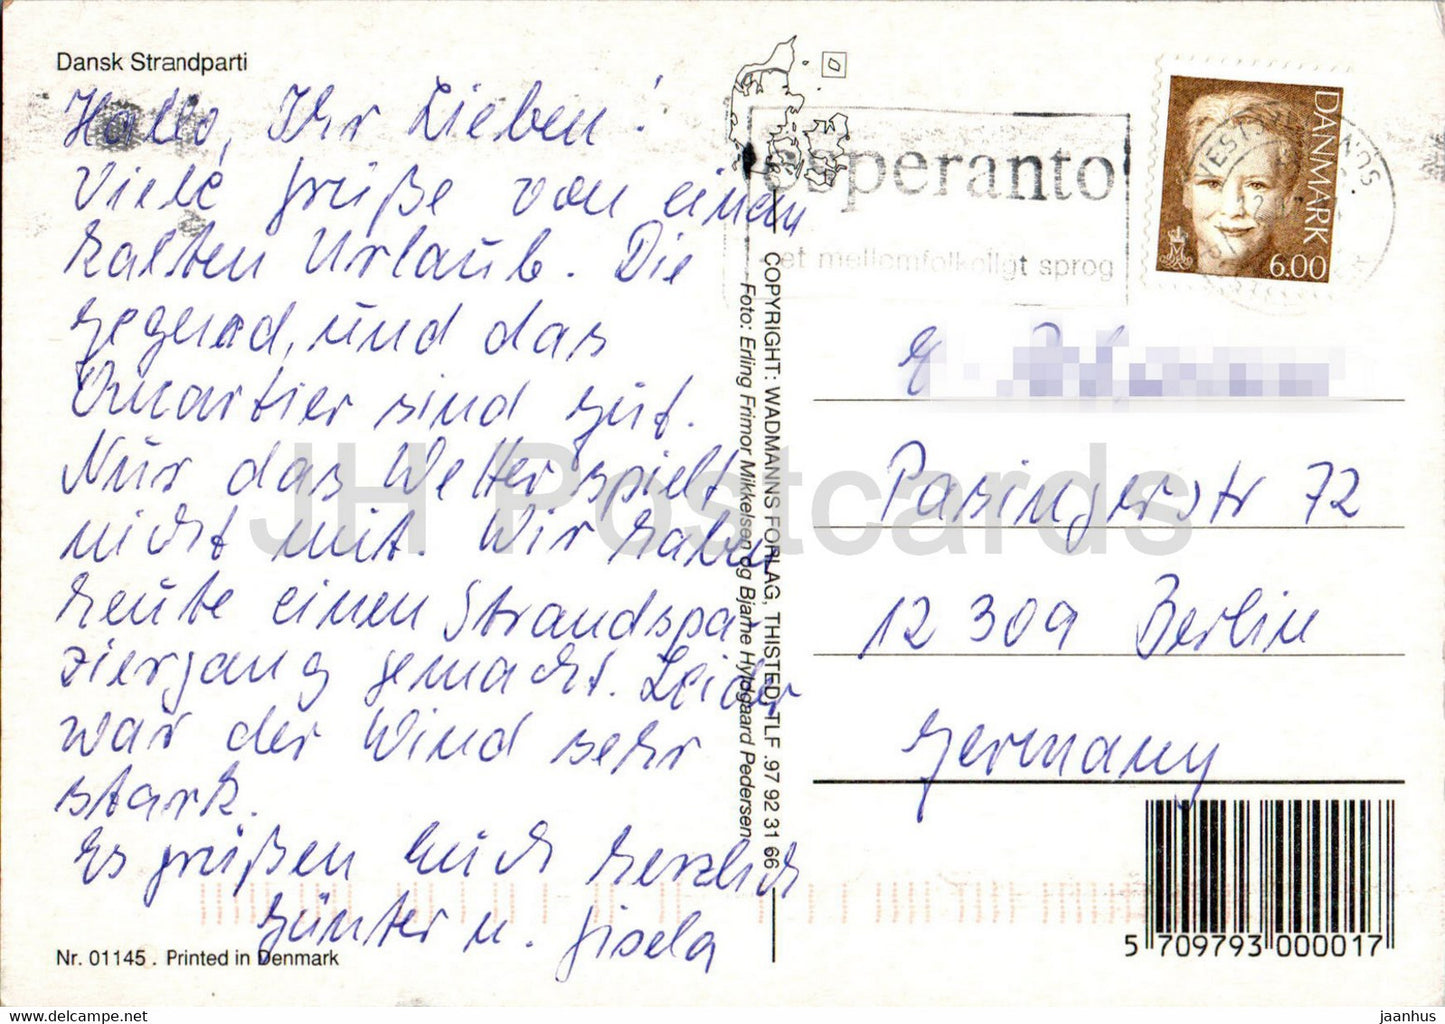 Dansk Strandparti
Hallo, Ihr Lieben!
Viele Grüße von einem
kalten Urlaub. Die
Gegend, und das
Quartier sind gut.
Nur das Wetter spielt
nicht mit. Wir haben
heute einen Strandspa-
ziergang gemacht. Leider
war der Wind sehr
stark.
Es grüßen Euch herzlich
Günter u. Gisela
Nr. 01145. Printed in Denmark
COPYRIGHT: WADMANNS FORLAG, THISTED, TLF. 97 92 31 66
Foto: Erling Frimor Mikkelsen og Bjarne Hyldgaard Pedersen
esperanto
et mellemfolkeligt sprog
DANMARK
6.00
Pasingerstr 72
12309 Berlin
Germany
5 709793 000017
JH Postcards
jaanhus